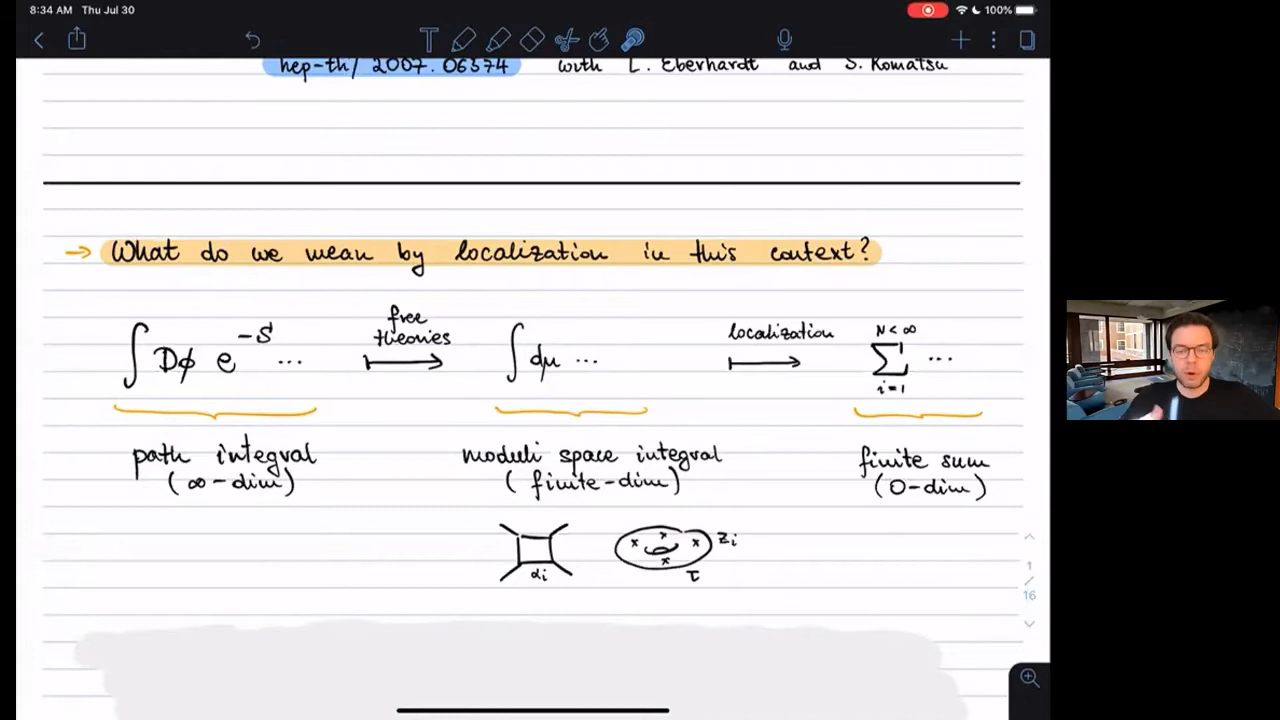 8:34 AM Thu Jul 30
100%
hep-th/ 2007.06574 with L. Eberhardt and S. Komatsu
→ What do we mean by localization in this context?
∫ Dϕ e^{-S} ... free theories ⟼ ∫ dμ ... localization ⟼ ∑_{i=1}^{N<∞} ...
path integral moduli space integral finite sum
(∞-dim) (finite-dim) (0-dim)
αi zi τ
1
/
16